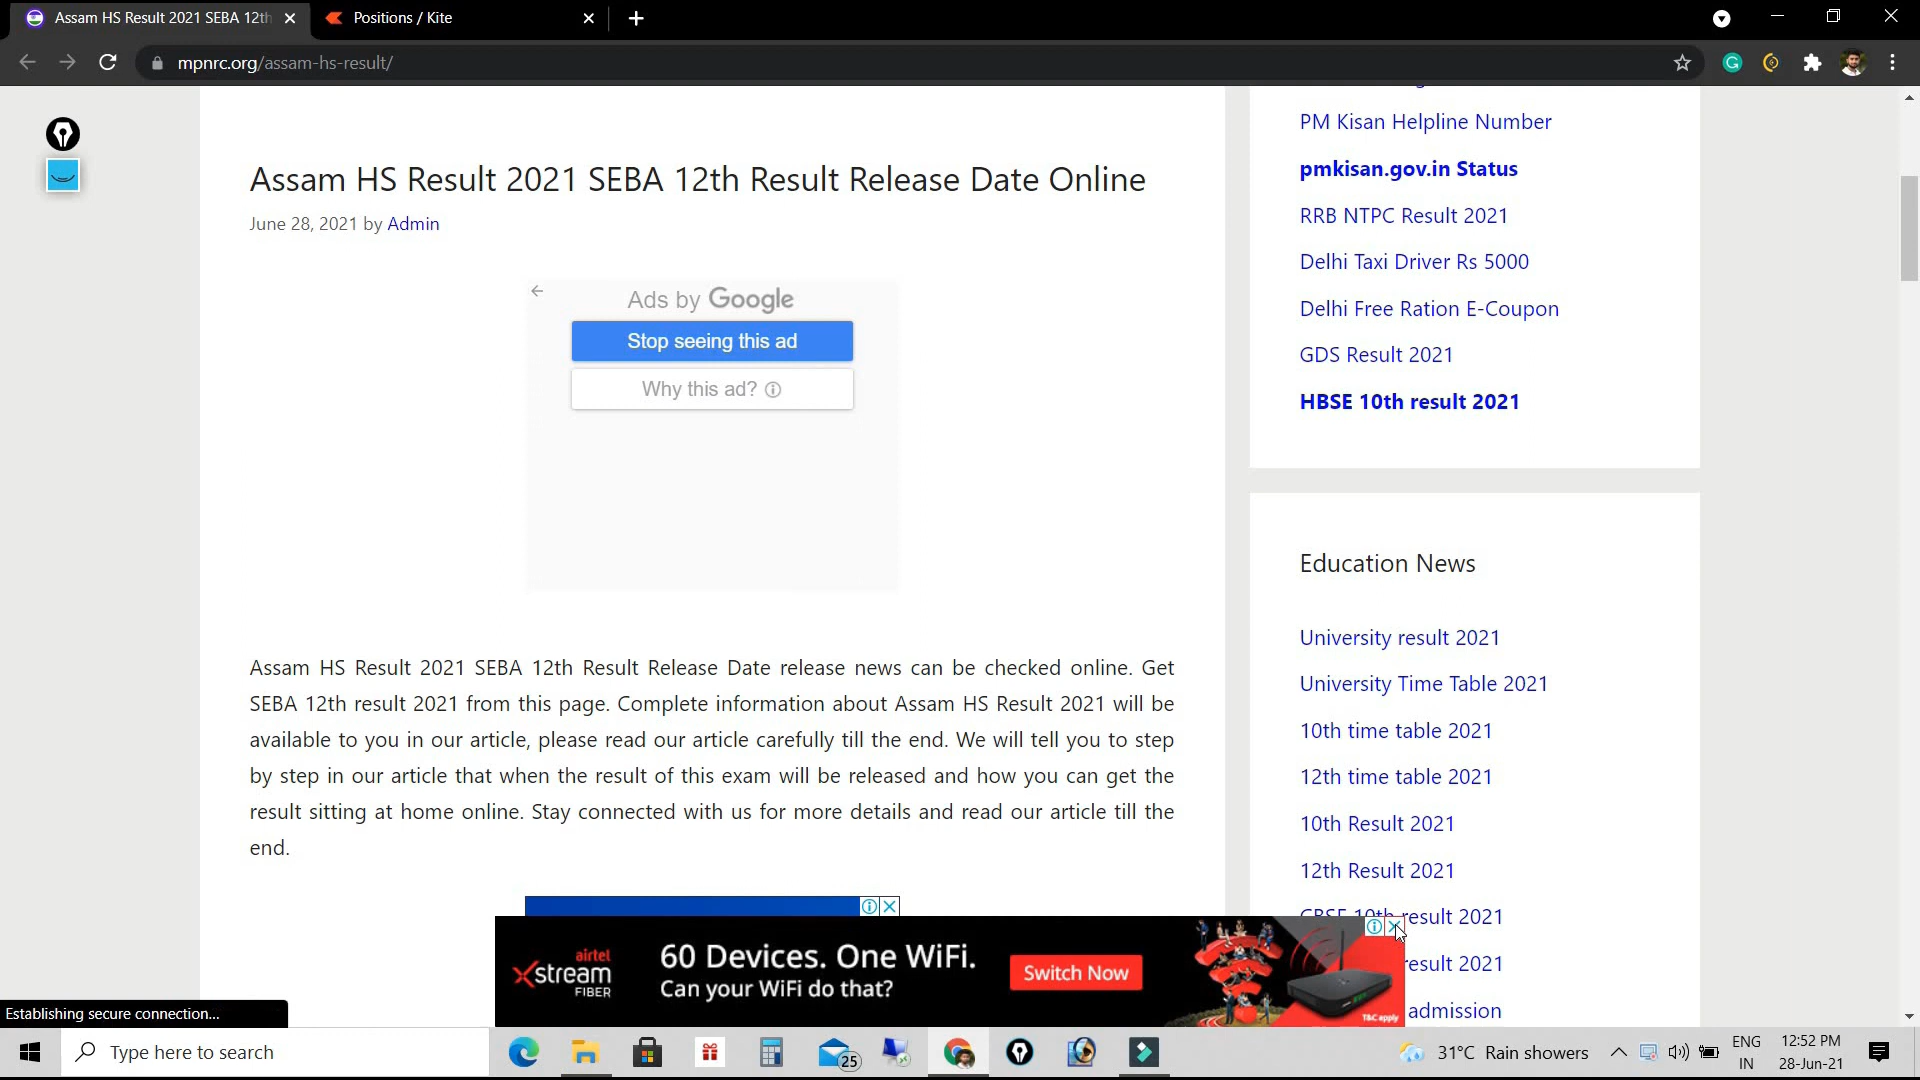 Assam HS Result 2021 SEBA 12th
Positions / Kite
mpnrc.org/assam-hs-result/
Assam HS Result 2021 SEBA 12th Result Release Date Online
June 28, 2021 by Admin
Ads by Google
Stop seeing this ad
Why this ad?
Assam HS Result 2021 SEBA 12th Result Release Date release news can be checked online. Get
SEBA 12th result 2021 from this page. Complete information about Assam HS Result 2021 will be
available to you in our article, please read our article carefully till the end. We will tell you to step
by step in our article that when the result of this exam will be released and how you can get the
result sitting at home online. Stay connected with us for more details and read our article till the
end.
PM Kisan Helpline Number
pmkisan.gov.in Status
RRB NTPC Result 2021
Delhi Taxi Driver Rs 5000
Delhi Free Ration E-Coupon
GDS Result 2021
HBSE 10th result 2021
Education News
University result 2021
University Time Table 2021
10th time table 2021
12th time table 2021
10th Result 2021
12th Result 2021
CBSE 10th result 2021
result 2021
admission
airtel
Xstream
FIBER
60 Devices. One WiFi.
Can your WiFi do that?
Switch Now
T&C apply
Establishing secure connection...
Type here to search
25
31°C Rain showers
ENG
IN
12:52 PM
28-Jun-21